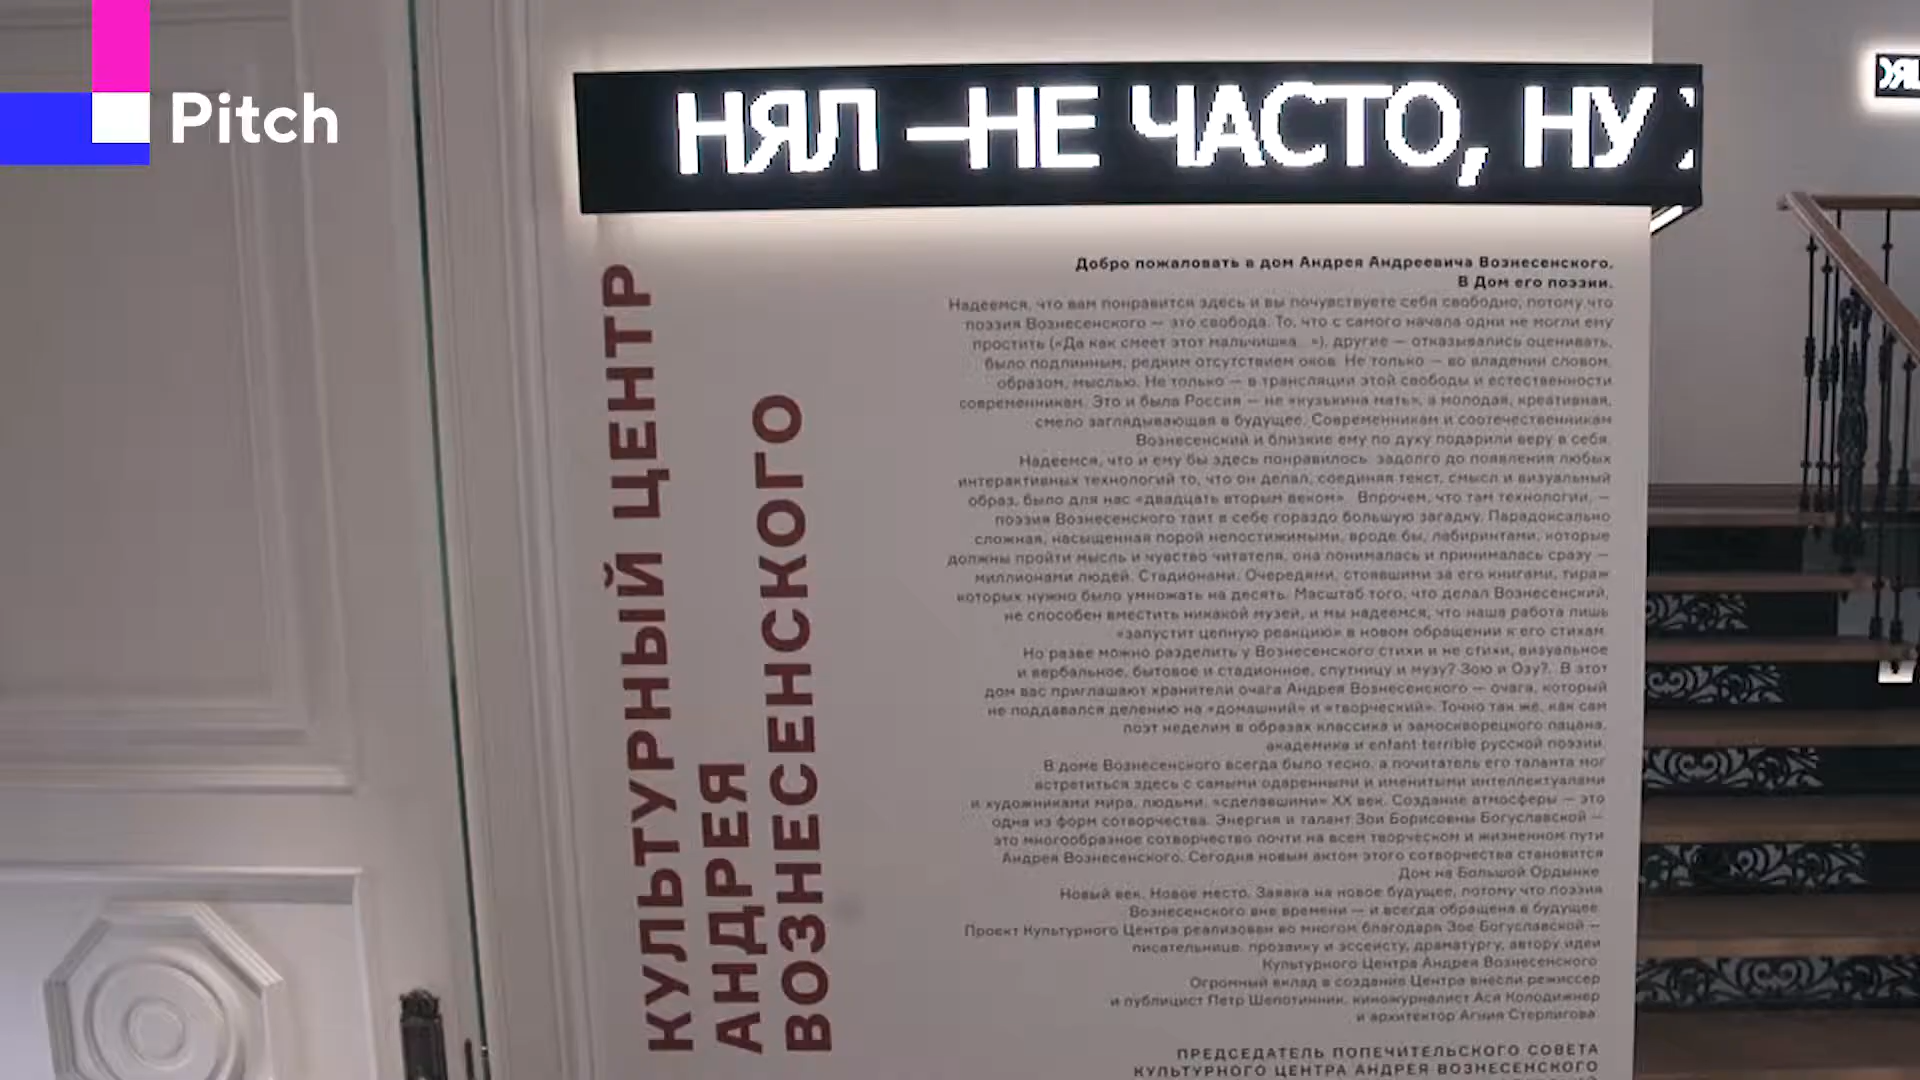 Pitch
НЯЛ –НЕ ЧАСТО, НУ
КУЛЬТУРНЫЙ ЦЕНТР
АНДРЕЯ
ВОЗНЕСЕНСКОГО
Добро пожаловать в дом Андрея Андреевича Вознесенского.
В Дом его поэзии.
Надеемся, что вам понравится здесь и вы почувствуете себя свободно, потому что
поэзия Вознесенского — это свобода. То, что с самого начала одни не могли ему
простить («Да как смеет этот мальчишка...»), другие — отказывались оценивать,
было подлинным, редким отсутствием оков. Не только — во владении словом,
образом, мыслью. Не только — в трансляции этой свободы и естественности
современникам. Это и была Россия — не «кузькина мать», а молодая, креативная,
смело заглядывающая в будущее. Современникам и соотечественникам
Вознесенский и близкие ему по духу подарили веру в себя.
Надеемся, что и ему бы здесь понравилось: задолго до появления любых
интерактивных технологий то, что он делал, соединяя текст, смысл и визуальный
образ, было для нас «двадцать вторым веком». Впрочем, что там технологии, —
поэзия Вознесенского таит в себе гораздо большую загадку. Парадоксально
сложная, насыщенная порой непостижимыми, вроде бы, лабиринтами, которые
должны пройти мысль и чувство читателя, она понималась и принималась сразу —
миллионами людей. Стадионами. Очередями, стоявшими за его книгами, тираж
которых нужно было умножать на десять. Масштаб того, что делал Вознесенский,
не способен вместить никакой музей, и мы надеемся, что наша работа лишь
«запустит цепную реакцию» в новом обращении к его стихам.
Но разве можно разделить у Вознесенского стихи и не стихи, визуальное
и вербальное, бытовое и стадионное, спутницу и музу? Зою и Озу?. В этот
дом вас приглашают хранители очага Андрея Вознесенского — очага, который
не поддавался делению на «домашний» и «творческий». Точно так же, как сам
поэт неделим в образах классика и замоскворецкого пацана,
академика и enfant terrible русской поэзии.
В доме Вознесенского всегда было тесно, а почитатель его таланта мог
встретиться здесь с самыми одаренными и именитыми интеллектуалами
и художниками мира, людьми, «сделавшими» XX век. Создание атмосферы — это
одна из форм сотворчества. Энергия и талант Зои Борисовны Богуславской —
это многообразное сотворчество почти на всем творческом и жизненном пути
Андрея Вознесенского. Сегодня новым актом этого сотворчества становится
Дом на Большой Ордынке.
Новый век. Новое место. Заявка на новое будущее, потому что поэзия
Вознесенского вне времени — и всегда обращена в будущее.
Проект Культурного Центра реализован во многом благодаря Зое Богуславской —
писательнице, прозаику и эссеисту, драматургу, автору идеи
Культурного Центра Андрея Вознесенского.
Огромный вклад в создание Центра внесли режиссер
и публицист Петр Шепотинник, киножурналист Ася Колодижнер
и архитектор Агния Стерлигова.
ПРЕДСЕДАТЕЛЬ ПОПЕЧИТЕЛЬСКОГО СОВЕТА
КУЛЬТУРНОГО ЦЕНТРА АНДРЕЯ ВОЗНЕСЕНСКОГО